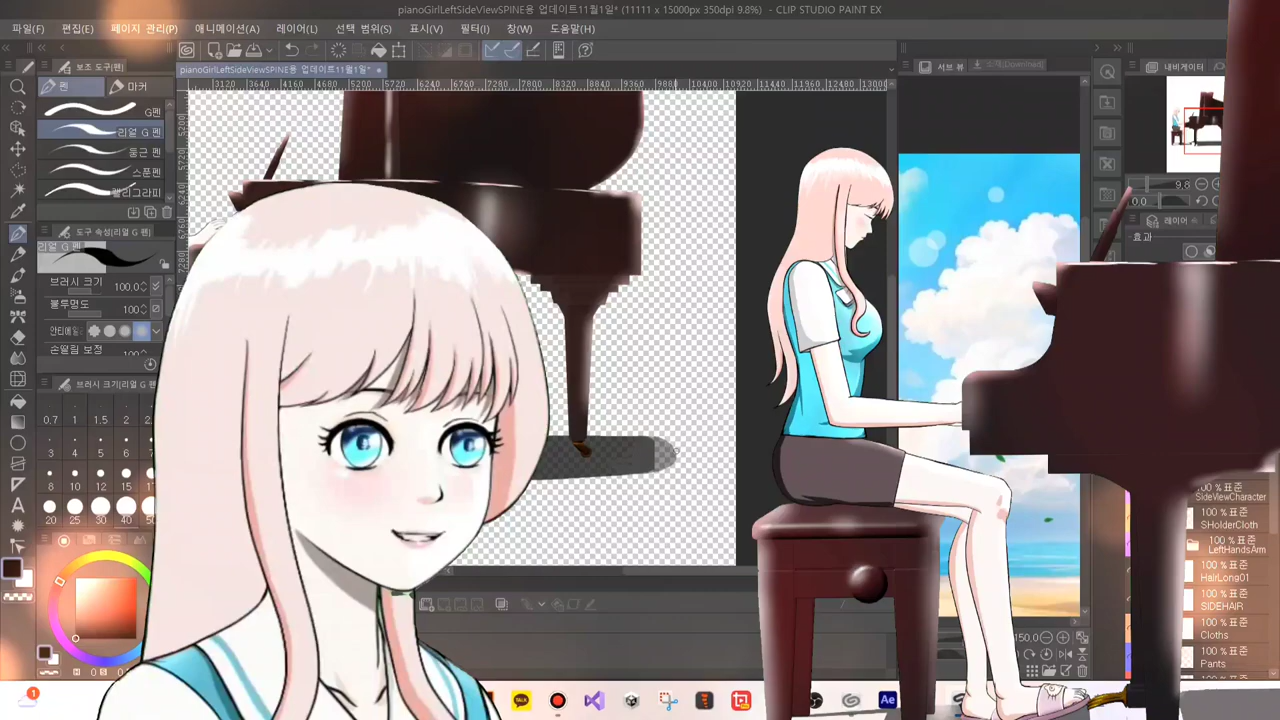 pianoGirlLeftSideViewSPINE용 업데이트11월1일* (11111 x 15000px 350dpi 9.8%) - CLIP STUDIO PAINT EX
파일(F) 편집(E) 페이지 관리(P) 애니메이션(A) 레이어(L) 선택 범위(S) 표시(V) 필터(I) 창(W) 도움말(H)
보조 도구[펜]
pianoGirlLeftSideViewSPINE용 업데이트11월1일*
서브 뷰
내비게이터
펜 마커
G펜
리얼 G 펜
둥근 펜
스푼펜
캘리그라피
도구 속성[리얼 G 펜]
리얼 G 펜
브러시 크기 100.0
불투명도 100
손떨림 보정 100
브러시 크기[리얼 G 펜]
0.7 1 1.5 2
3 4 5 6
8 10 12
20 25 30 40
9.8
0.0
레이어
효과
100 % 표준
SideViewCharacter
100 % 표준
SHolderCloth
100 % 표준
LeftHandsArm
100 % 표준
HairLong01
100 % 표준
SIDEHAIR
100 % 표준
Cloths
100 % 표준
Pants
150.0
1
TALK
Ae